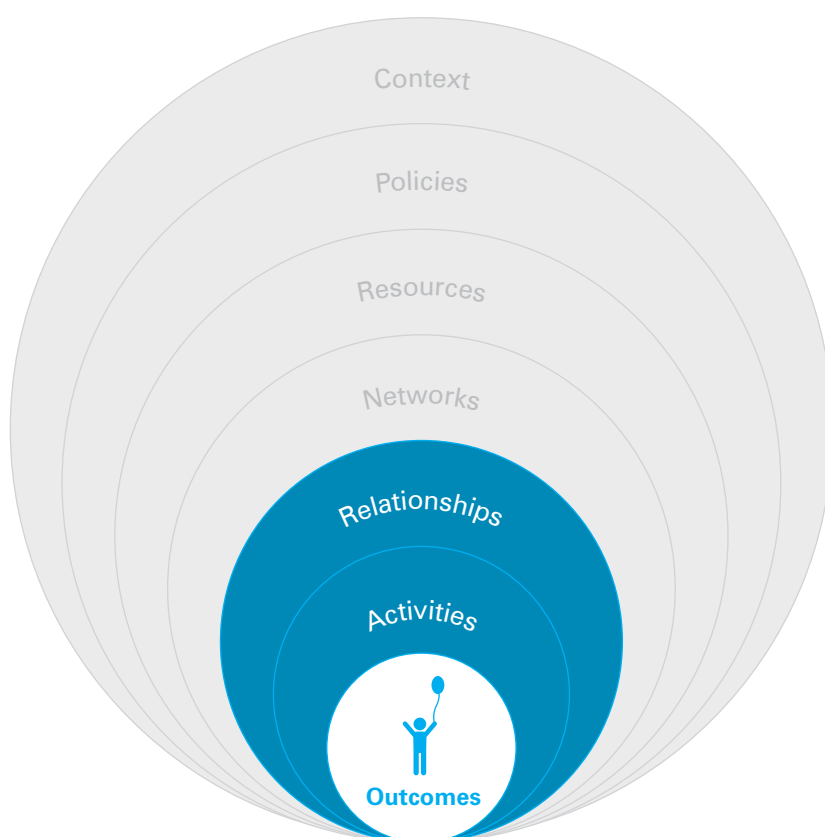 Context
Policies
Resources
Networks
Relationships
Activities
Outcomes